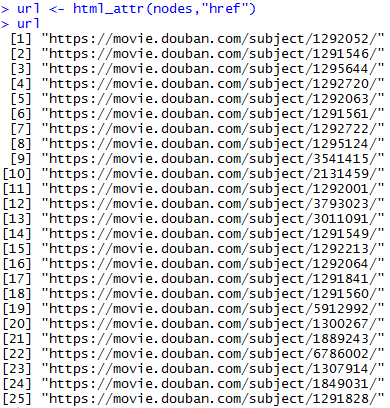 > url <- html_attr(nodes,"href")
> url
[1] "https://movie.douban.com/subject/1292052/"
[2] "https://movie.douban.com/subject/1291546/"
[3] "https://movie.douban.com/subject/1295644/"
[4] "https://movie.douban.com/subject/1292720/"
[5] "https://movie.douban.com/subject/1292063/"
[6] "https://movie.douban.com/subject/1291561/"
[7] "https://movie.douban.com/subject/1292722/"
[8] "https://movie.douban.com/subject/1295124/"
[9] "https://movie.douban.com/subject/3541415/"
[10] "https://movie.douban.com/subject/2131459/"
[11] "https://movie.douban.com/subject/1292001/"
[12] "https://movie.douban.com/subject/3793023/"
[13] "https://movie.douban.com/subject/3011091/"
[14] "https://movie.douban.com/subject/1291549/"
[15] "https://movie.douban.com/subject/1292213/"
[16] "https://movie.douban.com/subject/1292064/"
[17] "https://movie.douban.com/subject/1291841/"
[18] "https://movie.douban.com/subject/1291560/"
[19] "https://movie.douban.com/subject/5912992/"
[20] "https://movie.douban.com/subject/1300267/"
[21] "https://movie.douban.com/subject/1889243/"
[22] "https://movie.douban.com/subject/6786002/"
[23] "https://movie.douban.com/subject/1307914/"
[24] "https://movie.douban.com/subject/1849031/"
[25] "https://movie.douban.com/subject/1291828/"